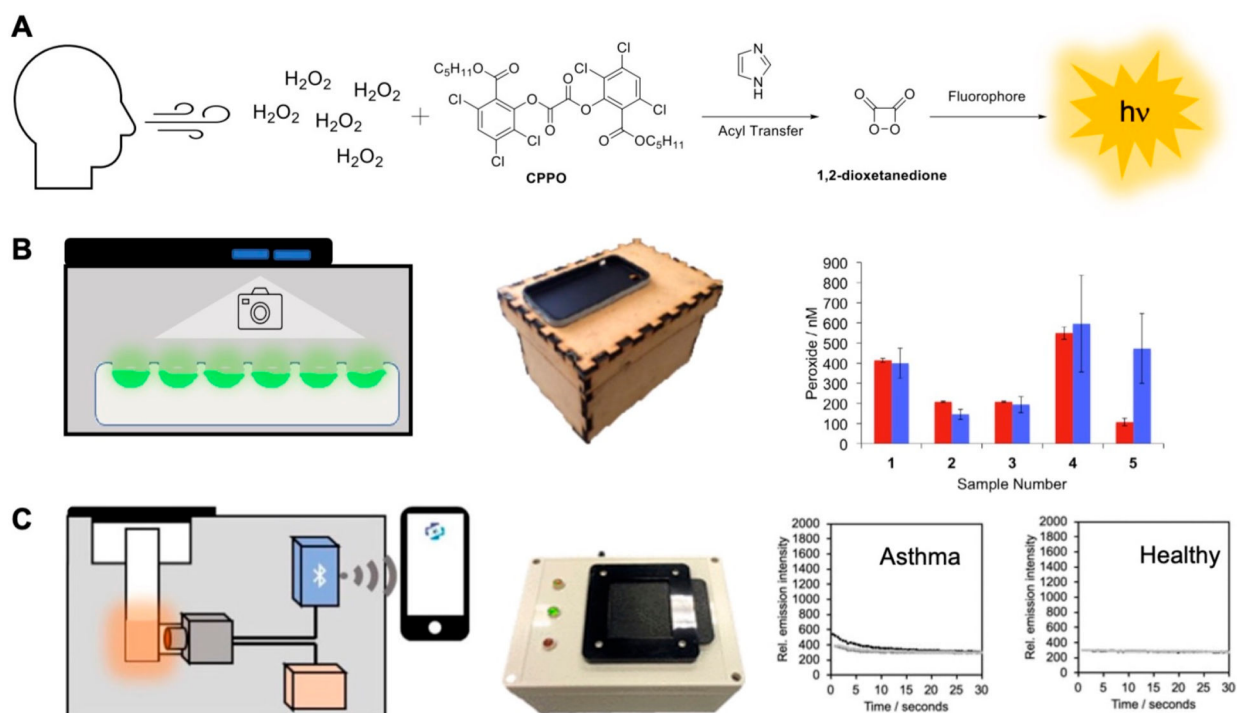 A
H₂O₂
H₂O₂
H₂O₂
H₂O₂
H₂O₂
+
C₅H₁₁O
O
Cl
O
O
Cl
Cl
O
O
Cl
Cl
O
Cl
O
OC₅H₁₁
CPPO
N
N
H
Acyl Transfer
O
O
O-O
1,2-dioxetanedione
Fluorophore
hν
B
Peroxide / nM
900
800
700
600
500
400
300
200
100
0
1 2 3 4 5
Sample Number
C
Rel. emission intensity
2000
1800
1600
1400
1200
1000
800
600
400
200
0
Asthma
0 5 10 15 20 25 30
Time / seconds
Rel. emission intensity
2000
1800
1600
1400
1200
1000
800
600
400
200
0
Healthy
0 5 10 15 20 25 30
Time / seconds